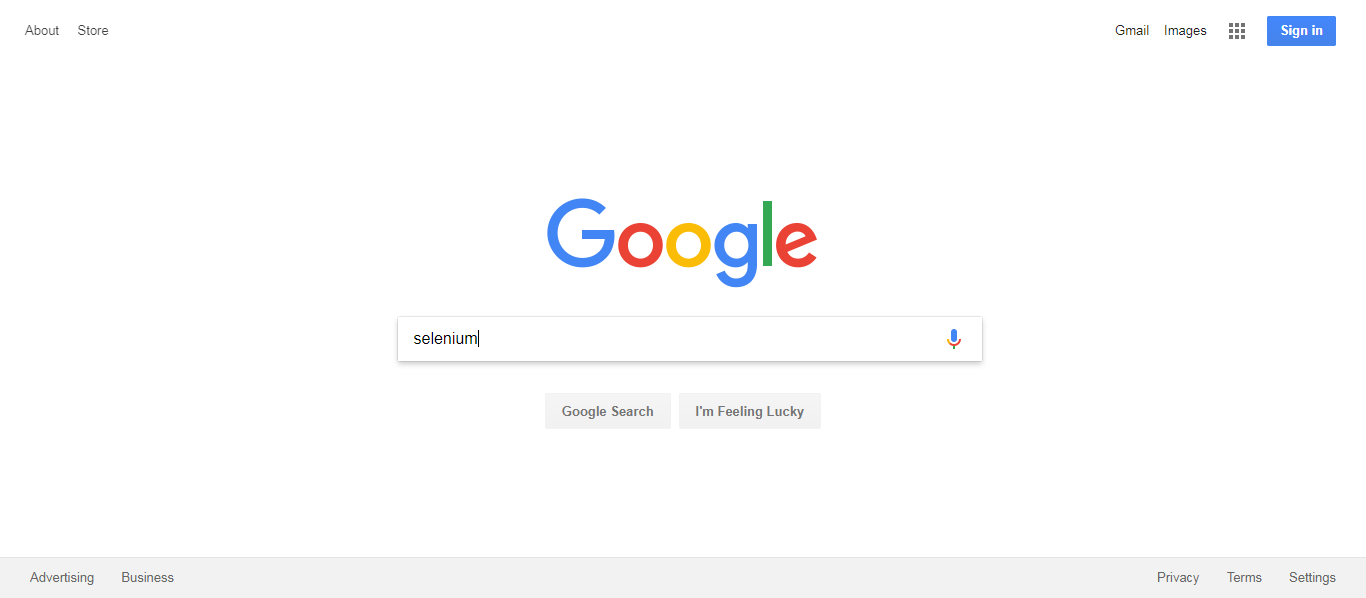 About Store Gmail Images Sign in
Google
selenium
Google Search I'm Feeling Lucky
Advertising Business Privacy Terms Settings